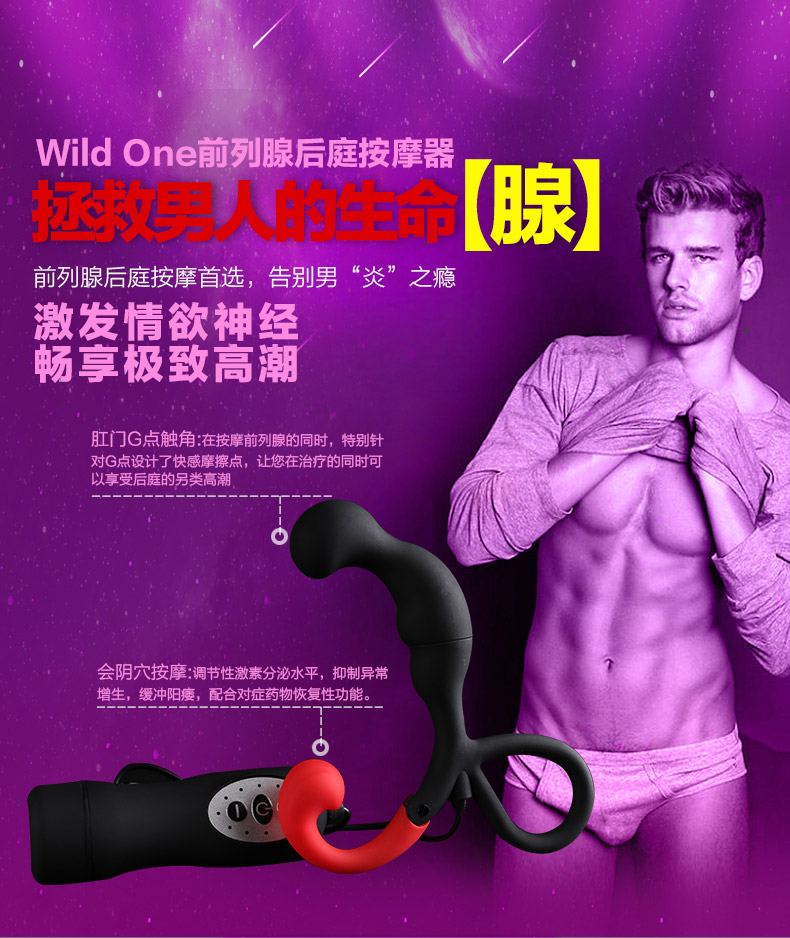 Wild One前列腺后庭按摩器
拯救男人的生命【腺】
前列腺后庭按摩首选，告别男“炎”之瘾
激发情欲神经
畅享极致高潮
肛门G点触角:在按摩前列腺的同时，特别针
对G点设计了快感摩擦点，让您在治疗的同时可
以享受后庭的另类高潮
会阴穴按摩:调节性激素分泌水平，抑制异常
增生，缓冲阳痿，配合对症药物恢复性功能。